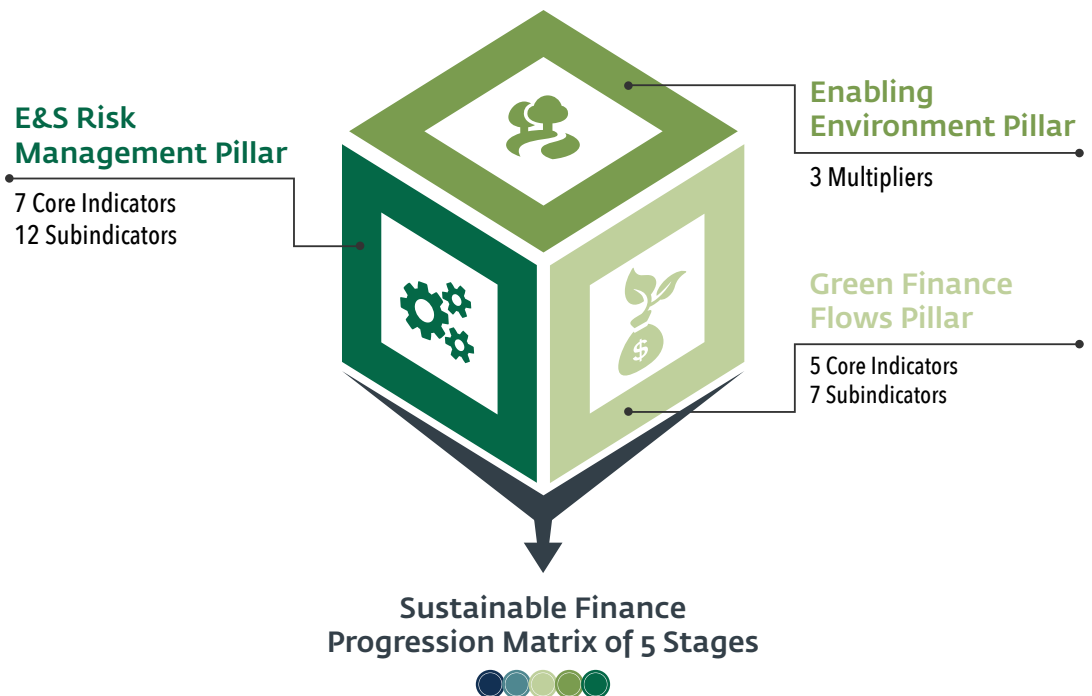 E&S Risk
Management Pillar
7 Core Indicators
12 Subindicators
Enabling
Environment Pillar
3 Multipliers
Green Finance
Flows Pillar
5 Core Indicators
7 Subindicators
$
Sustainable Finance
Progression Matrix of 5 Stages